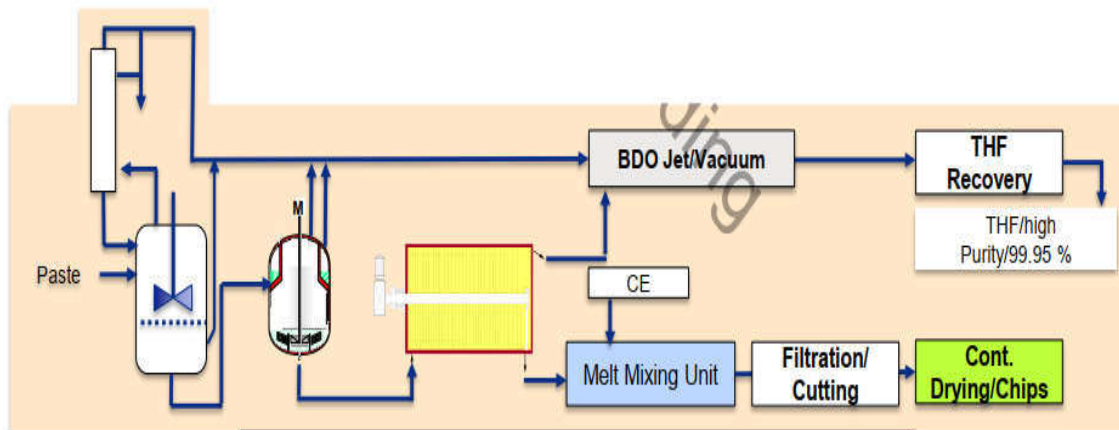 M
Paste
BDO Jet/Vacuum
THF
Recovery
THF/high
Purity/99.95 %
CE
Melt Mixing Unit
Filtration/
Cutting
Cont.
Drying/Chips